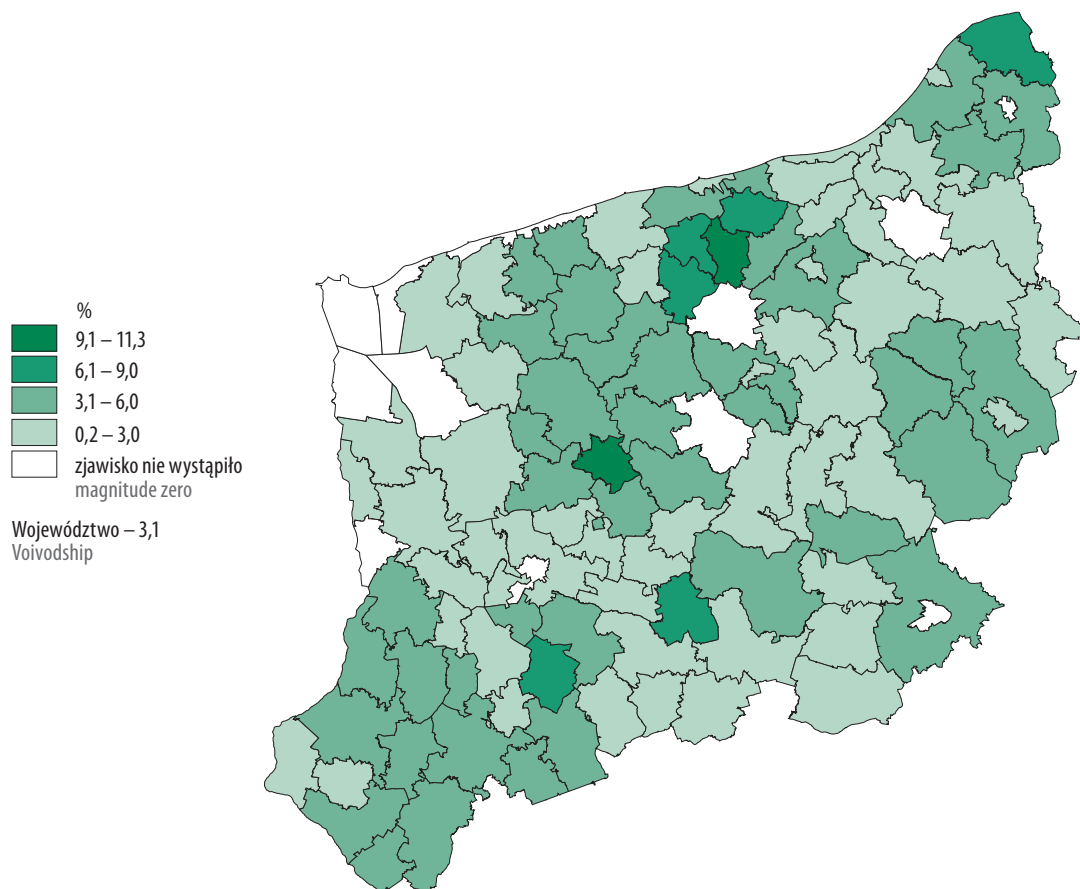 %
9,1 – 11,3
6,1 – 9,0
3,1 – 6,0
0,2 – 3,0
zjawisko nie wystąpiło
magnitude zero
Województwo – 3,1
Voivodship